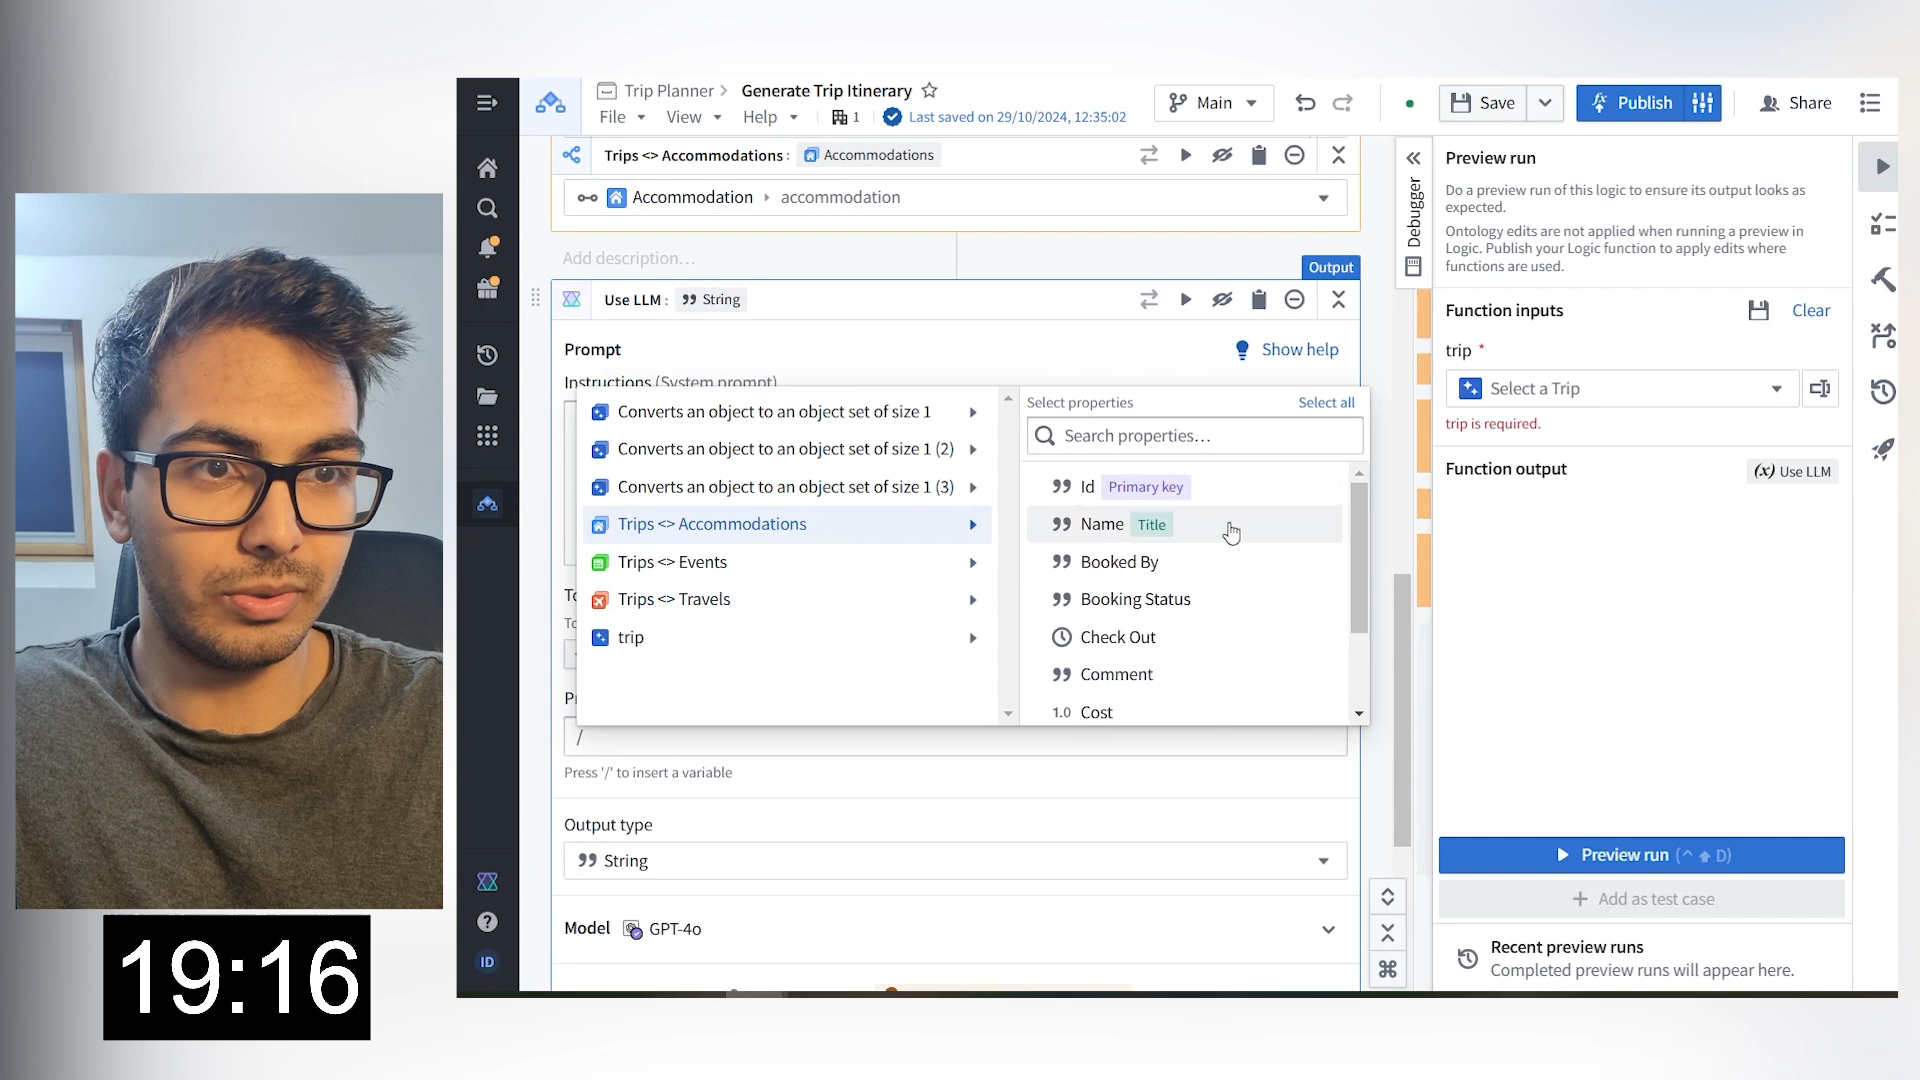 Trip Planner > Generate Trip Itinerary
File View Help 1 Last saved on 29/10/2024, 12:35:02
Main
Save
Publish
Share
Trips <> Accommodations : Accommodations
Accommodation accommodation
Add description…
Output
Use LLM : String
Prompt
Show help
Instructions (System prompt)
Converts an object to an object set of size 1
Converts an object to an object set of size 1 (2)
Converts an object to an object set of size 1 (3)
Trips <> Accommodations
Trips <> Events
Trips <> Travels
trip
Select properties Select all
Search properties…
Id Primary key
Name Title
Booked By
Booking Status
Check Out
Comment
1.0 Cost
/
Press '/' to insert a variable
Output type
String
Model GPT-4o
Debugger
Preview run
Do a preview run of this logic to ensure its output looks as
expected.
Ontology edits are not applied when running a preview in
Logic. Publish your Logic function to apply edits where
functions are used.
Function inputs Clear
trip *
Select a Trip
trip is required.
Function output (x) Use LLM
Preview run (^ ⬆ D)
+ Add as test case
Recent preview runs
Completed preview runs will appear here.
ID
19:16